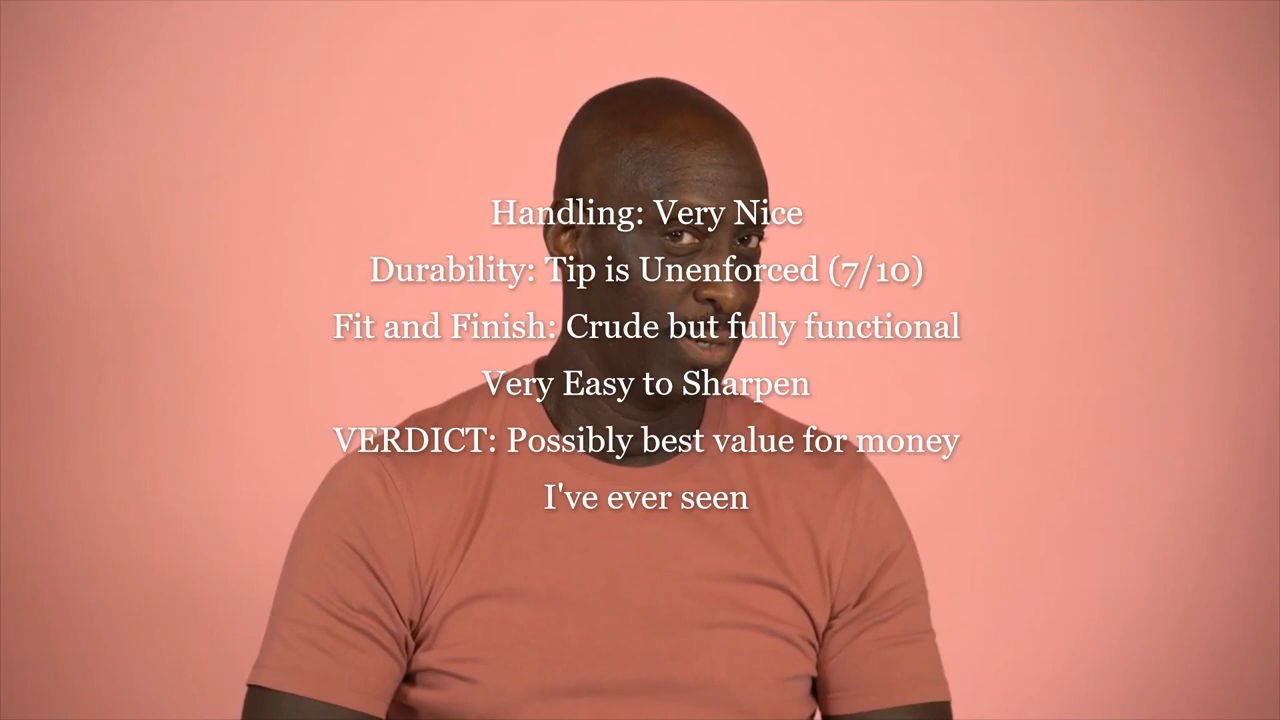 Handling: Very Nice
Durability: Tip is Unenforced (7/10)
Fit and Finish: Crude but fully functional
Very Easy to Sharpen
VERDICT: Possibly best value for money
I've ever seen